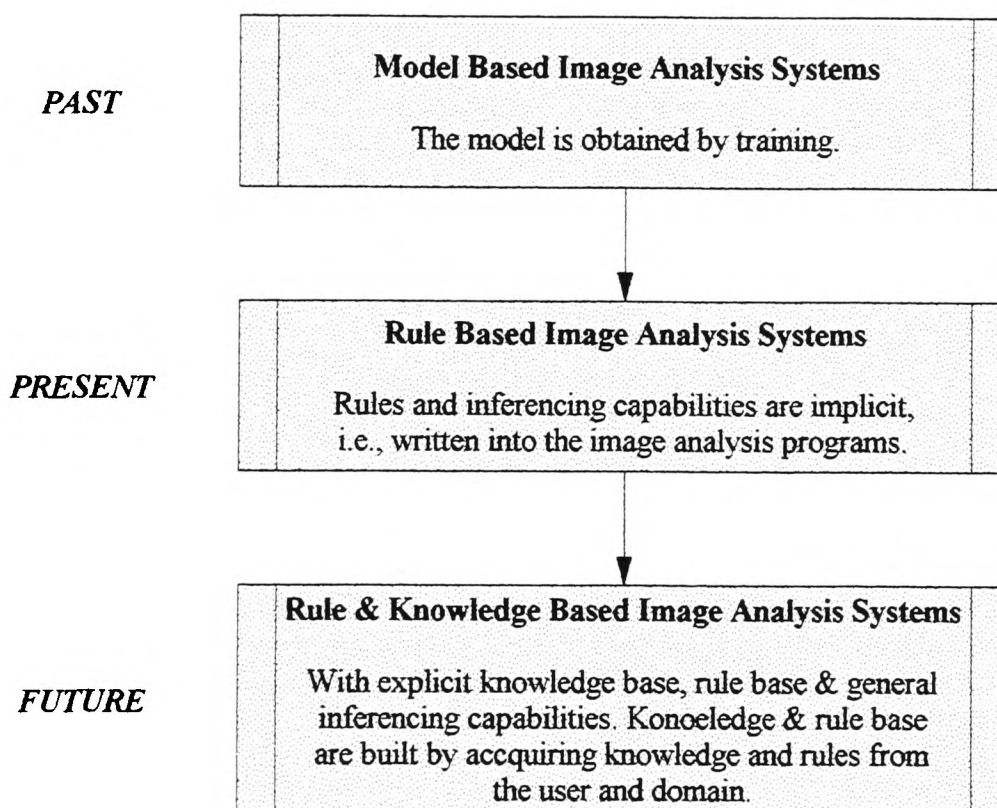 PAST
Model Based Image Analysis Systems
The model is obtained by training.
PRESENT
Rule Based Image Analysis Systems
Rules and inferencing capabilities are implicit,
i.e., written into the image analysis programs.
FUTURE
Rule & Knowledge Based Image Analysis Systems
With explicit knowledge base, rule base & general
inferencing capabilities. Konoeledge & rule base
are built by accquiring knowledge and rules from
the user and domain.